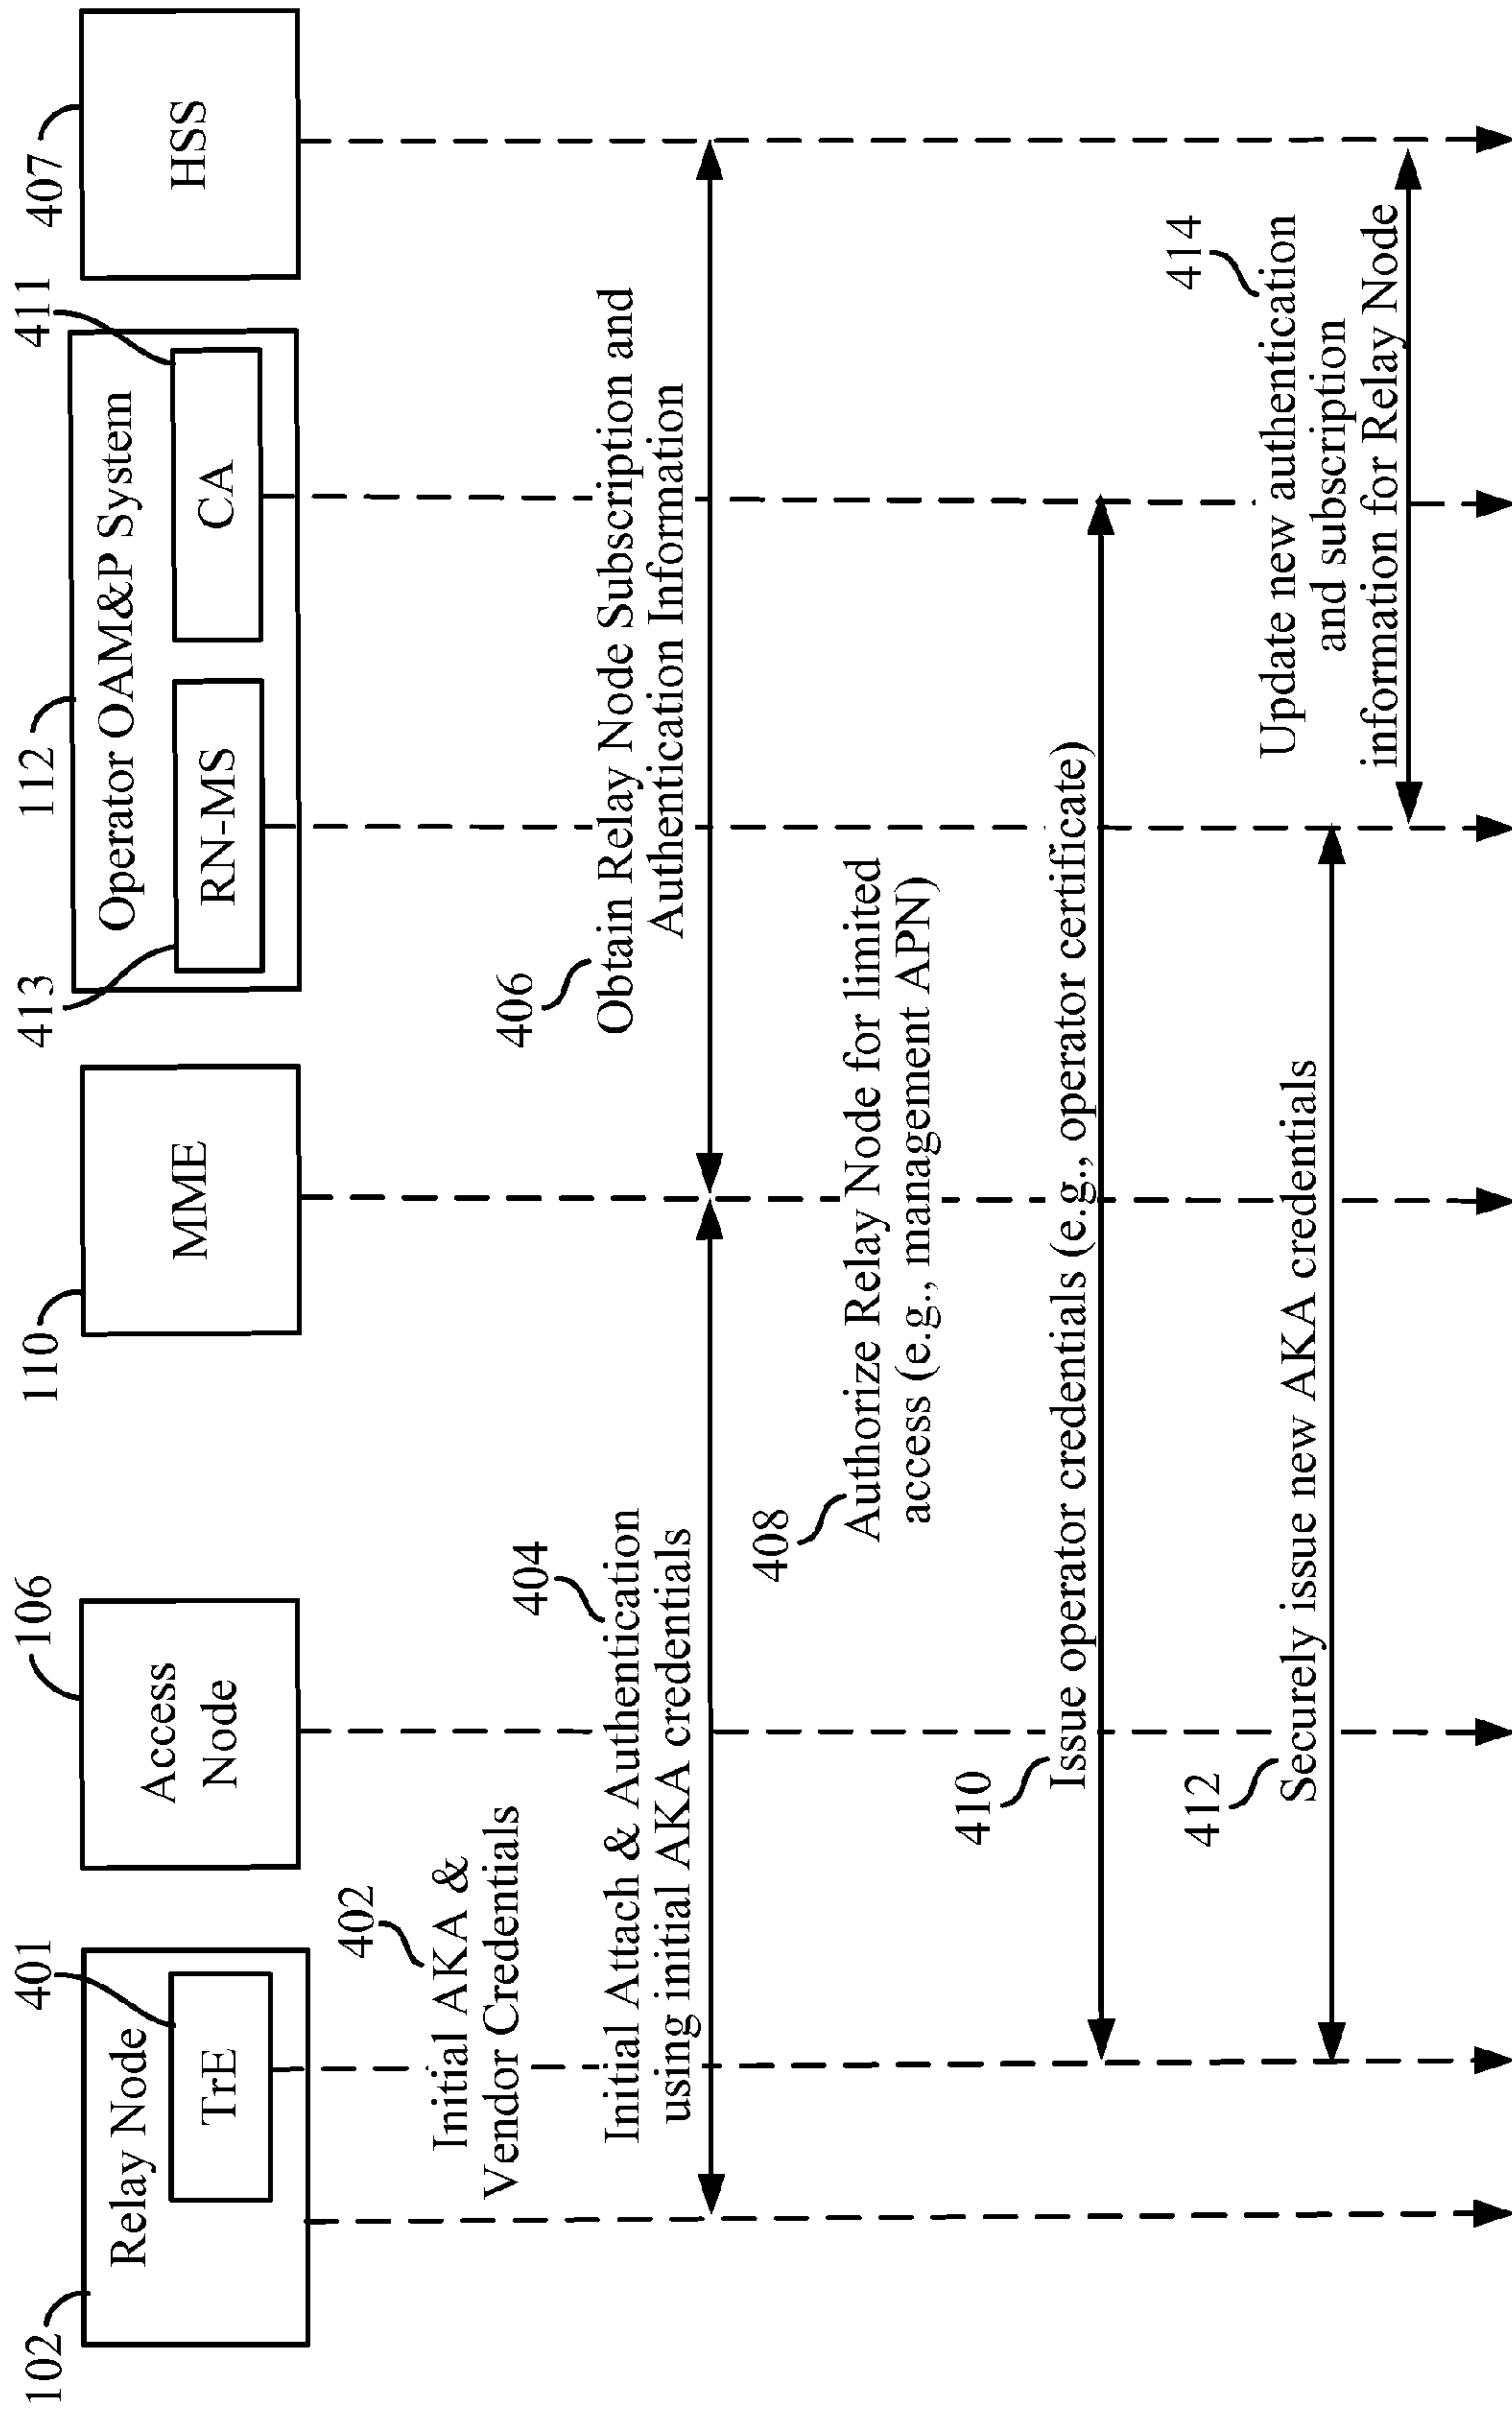 102
Relay Node
401
TrE
106
Access
Node
110
MME
112
Operator OAM&P System
413
RN-MS
411
CA
407
HSS
402
Initial AKA &
Vendor Credentials
404
Initial Attach & Authentication
using initial AKA credentials
406
Obtain Relay Node Subscription and
Authentication Information
408
Authorize Relay Node for limited
access (e.g., management APN)
410
Issue operator credentials (e.g., operator certificate)
412
Securely issue new AKA credentials
414
Update new authentication
and subscription
information for Relay Node